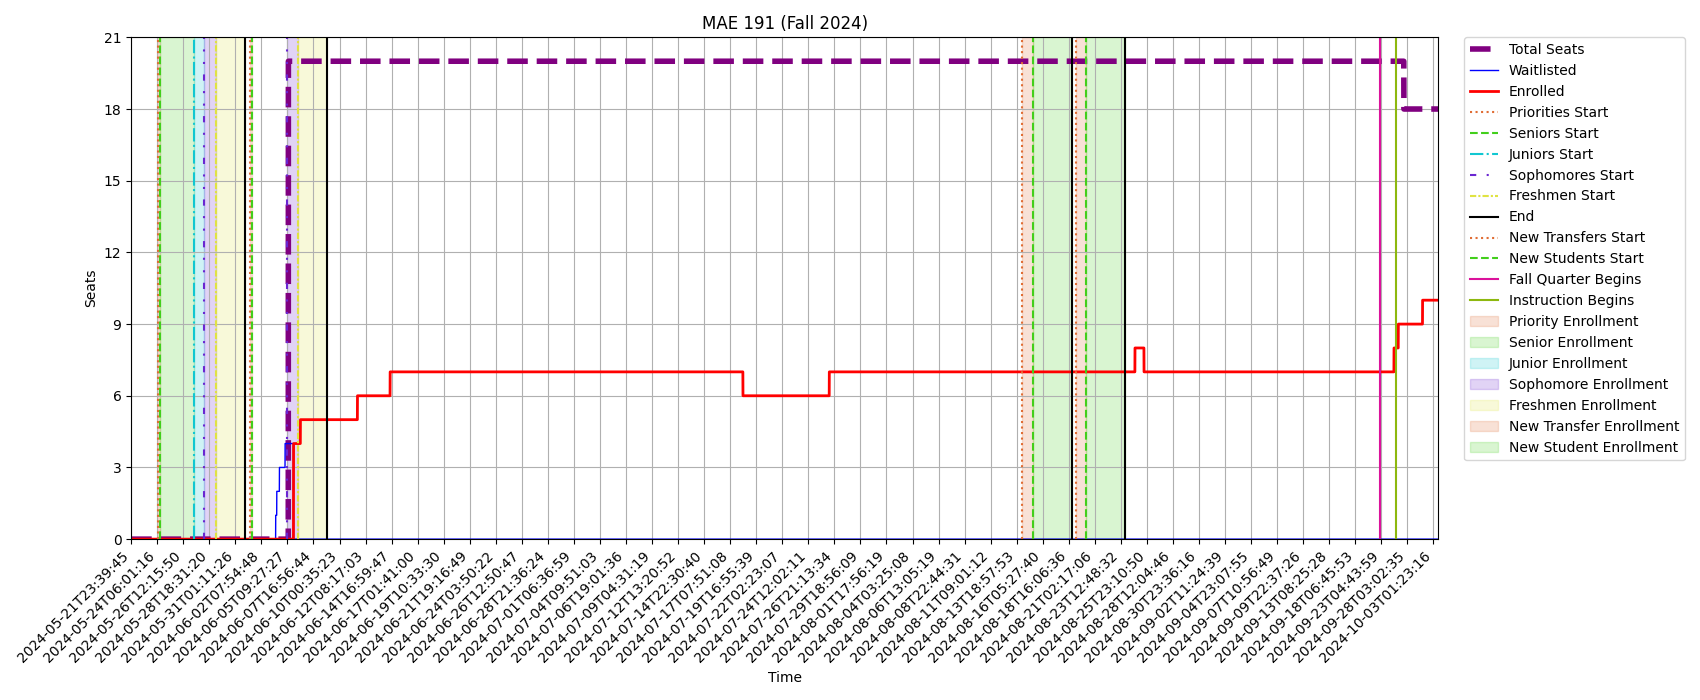 MAE 191 (Fall 2024)
21
18
15
12
9
6
3
0
Seats
2024-05-21T23:39:45
2024-05-24T06:01:16
2024-05-26T12:15:50
2024-05-28T18:31:20
2024-05-31T01:11:26
2024-06-02T07:54:48
2024-06-05T09:27:27
2024-06-07T16:56:44
2024-06-10T00:35:23
2024-06-12T08:17:03
2024-06-14T16:59:47
2024-06-17T01:41:00
2024-06-19T10:33:30
2024-06-21T19:16:49
2024-06-24T03:50:22
2024-06-26T12:50:47
2024-06-28T21:36:24
2024-07-01T06:36:59
2024-07-04T09:51:03
2024-07-06T19:01:36
2024-07-09T04:31:19
2024-07-12T13:20:52
2024-07-14T22:30:40
2024-07-17T07:51:08
2024-07-19T16:55:39
2024-07-22T02:23:07
2024-07-24T12:02:11
2024-07-26T21:13:34
2024-07-29T18:56:09
2024-08-01T17:56:19
2024-08-04T03:25:08
2024-08-06T13:05:19
2024-08-08T22:44:31
2024-08-11T09:01:12
2024-08-13T18:57:53
2024-08-16T05:27:40
2024-08-18T16:06:36
2024-08-21T02:17:06
2024-08-23T12:48:32
2024-08-25T23:10:50
2024-08-28T12:04:46
2024-08-30T23:36:16
2024-09-02T11:24:39
2024-09-04T23:07:55
2024-09-07T10:56:49
2024-09-09T22:37:26
2024-09-13T08:25:28
2024-09-18T06:45:53
2024-09-23T04:43:59
2024-09-28T03:02:35
2024-10-03T01:23:16
Time
Total Seats
Waitlisted
Enrolled
Priorities Start
Seniors Start
Juniors Start
Sophomores Start
Freshmen Start
End
New Transfers Start
New Students Start
Fall Quarter Begins
Instruction Begins
Priority Enrollment
Senior Enrollment
Junior Enrollment
Sophomore Enrollment
Freshmen Enrollment
New Transfer Enrollment
New Student Enrollment